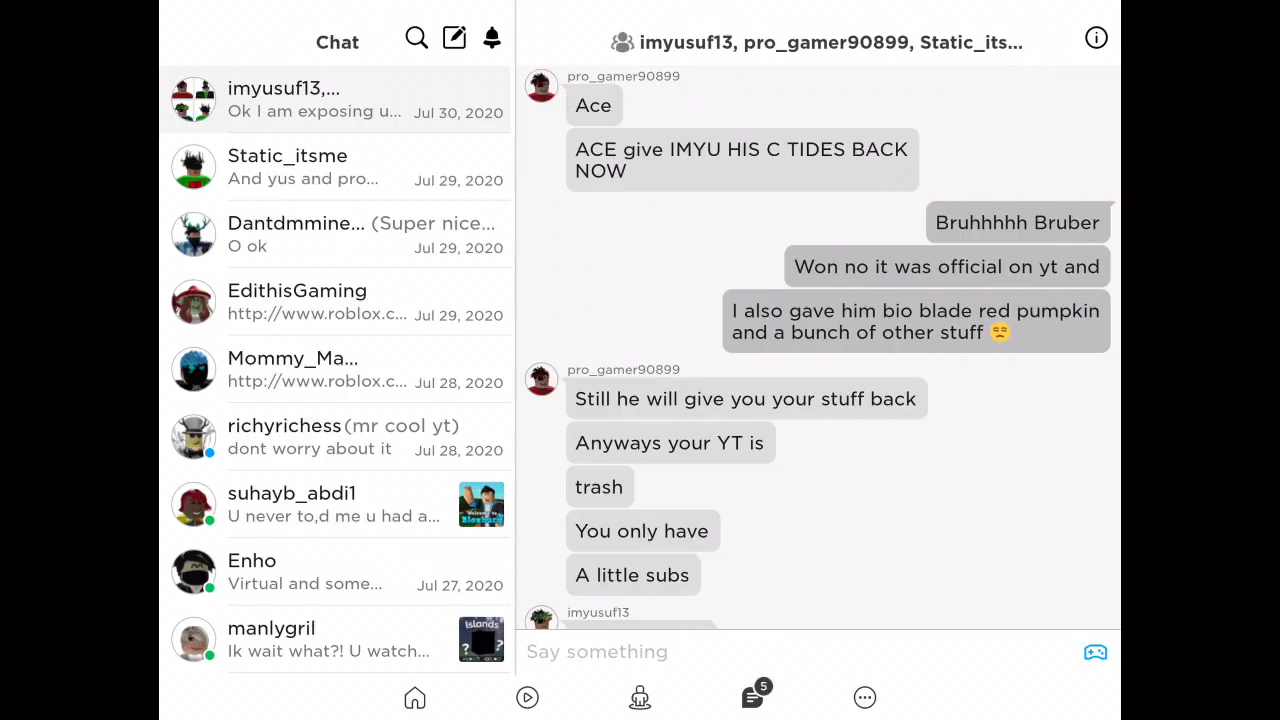 Chat
imyusuf13,...
Ok I am exposing u... Jul 30, 2020
Static_itsme
And yus and pro... Jul 29, 2020
Dantdmmine... (Super nice...
O ok Jul 29, 2020
EdithisGaming
http://www.roblox.c... Jul 29, 2020
Mommy_Ma...
http://www.roblox.c... Jul 28, 2020
richyrichess(mr cool yt)
dont worry about it Jul 28, 2020
suhayb_abdi1
U never to,d me u had a...
Welcome to
Bloxburg
Enho
Virtual and some... Jul 27, 2020
manlygril
Ik wait what?! U watch...
Islands
? ?
imyusuf13, pro_gamer90899, Static_its...
pro_gamer90899
Ace
ACE give IMYU HIS C TIDES BACK
NOW
Bruhhhhh Bruber
Won no it was official on yt and
I also gave him bio blade red pumpkin
and a bunch of other stuff 😒
pro_gamer90899
Still he will give you your stuff back
Anyways your YT is
trash
You only have
A little subs
imyusuf13
Say something
5